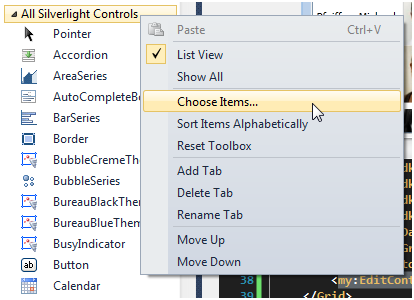 All Silverlight Controls
Pointer
Accordion
AreaSeries
AutoCompleteBo
BarSeries
Border
BubbleCremeTh
BubbleSeries
BureauBlackThem
BureauBlueThem
BusyIndicator
Button
Calendar
Paste Ctrl+V
List View
Show All
Choose Items...
Sort Items Alphabetically
Reset Toolbox
Add Tab
Delete Tab
Rename Tab
Move Up
Move Down
38 <my:EditCont
39 </Grid>